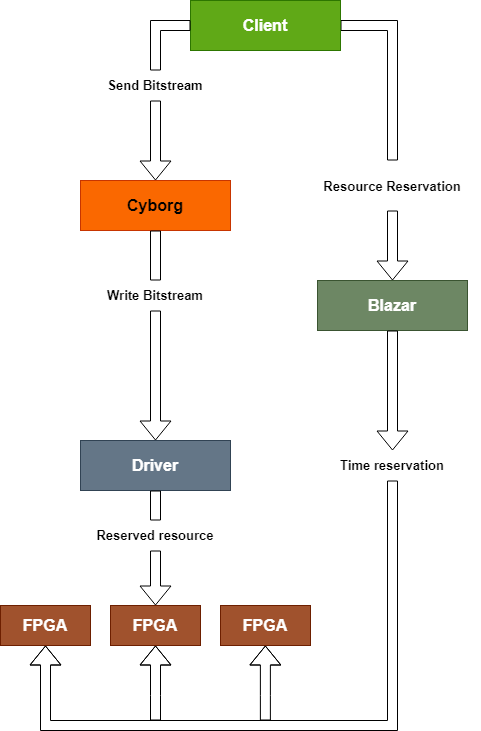 Client
Send Bitstream
Resource Reservation
Cyborg
Write Bitstream
Blazar
Driver
Time reservation
Reserved resource
FPGA
FPGA
FPGA